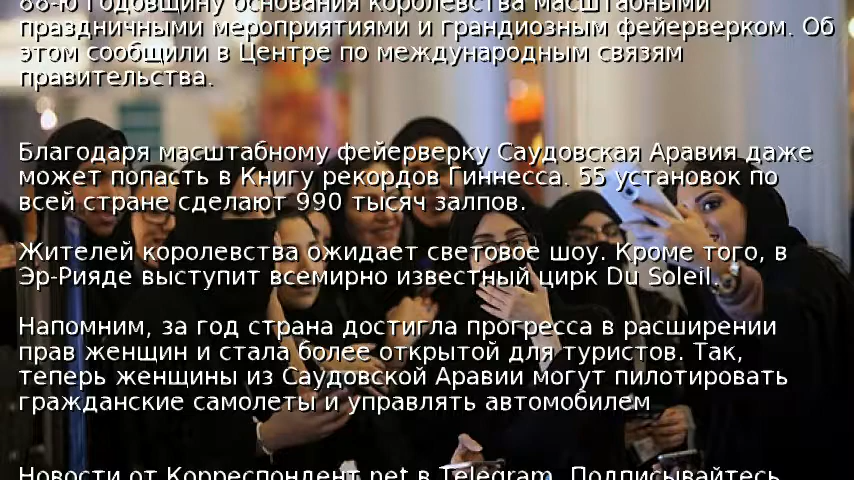 88-ю годовщину основания королевства масштабными
праздничными мероприятиями и грандиозным фейерверком. Об
этом сообщили в Центре по международным связям
правительства.
Благодаря масштабному фейерверку Саудовская Аравия даже
может попасть в Книгу рекордов Гиннесса. 55 установок по
всей стране сделают 990 тысяч залпов.
Жителей королевства ожидает световое шоу. Кроме того, в
Эр-Рияде выступит всемирно известный цирк Du Soleil.
Напомним, за год страна достигла прогресса в расширении
прав женщин и стала более открытой для туристов. Так,
теперь женщины из Саудовской Аравии могут пилотировать
гражданские самолеты и управлять автомобилем
Новости от Корреспондент.net в Telegram. Подписывайтесь